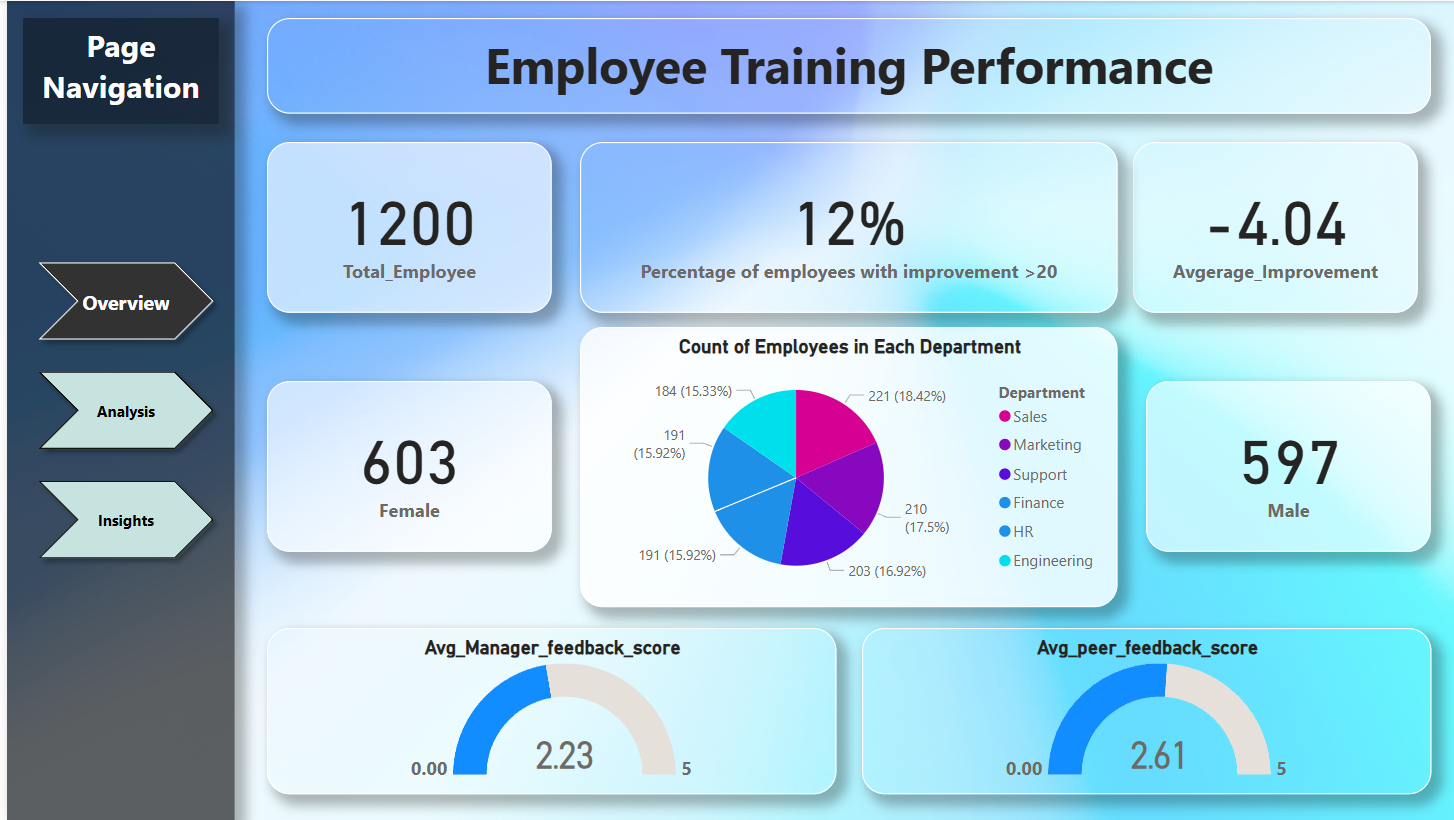 Page
Navigation
Overview
Analysis
Insights
Employee Training Performance
1200
Total_Employee
12%
Percentage of employees with improvement >20
-4.04
Avgerage_Improvement
603
Female
Count of Employees in Each Department
221 (18.42%)
210
(17.5%)
203 (16.92%)
191 (15.92%)
191
(15.92%)
184 (15.33%)
Department
Sales
Marketing
Support
Finance
HR
Engineering
597
Male
Avg_Manager_feedback_score
2.23
0.00
5
Avg_peer_feedback_score
2.61
0.00
5